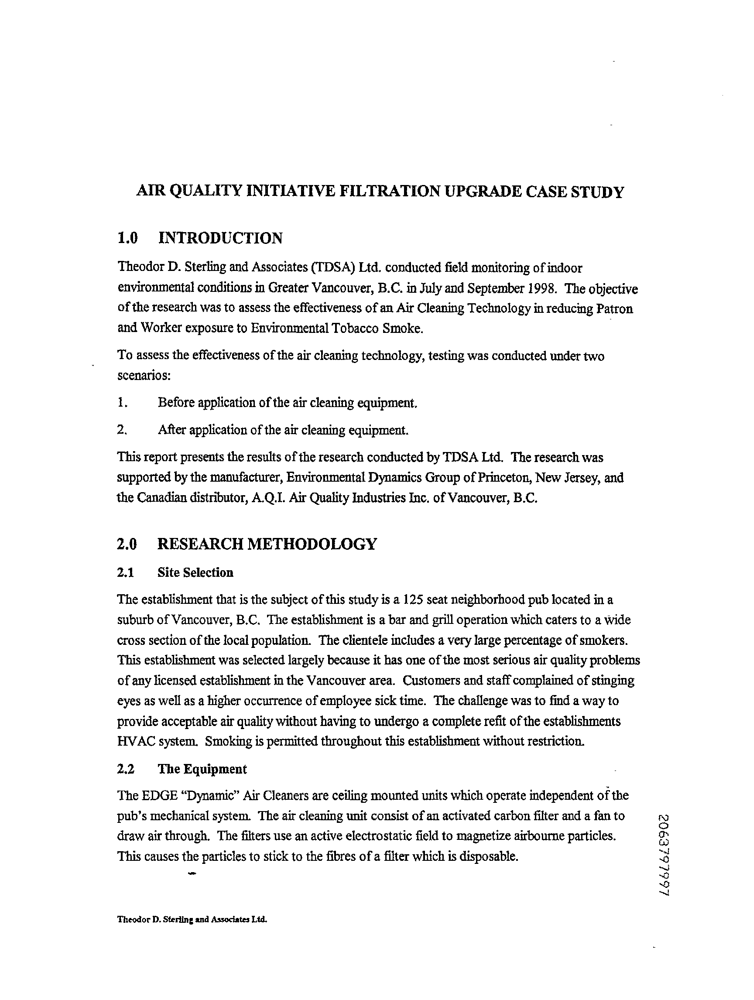 AIR QUALITY INITIATIVE FILTRATION UPGRADE CASE STUDY
1.0 INTRODUCTION
Theodor D. Sterling and Associates (TDSA) Ltd. conducted field monitoring of indoor
environmental conditions in Greater Vancouver, B.C. in July and September 1998. The objective
of the research was to assess the effectiveness of an Air Cleaning Technology in reducing Patron
and Worker exposure to Environmental Tobacco Smoke.
To assess the effectiveness of the air cleaning technology, testing was conducted under two
scenarios:
1. Before application of the air cleaning equipment.
2. After application of the air cleaning equipment.
This report presents the results of the research conducted by TDSA Ltd. The research was
supported by the manufacturer, Environmental Dynamics Group of Princeton, New Jersey, and
the Canadian distributor, A.Q.I. Air Quality Industries Inc. of Vancouver, B.C.
2.0 RESEARCH METHODOLOGY
2.1 Site Selection
The establishment that is the subject of this study is a 125 seat neighborhood pub located in a
suburb of Vancouver, B.C. The establishment is a bar and grill operation which caters to a wide
cross section of the local population. The clientele includes a very large percentage of smokers.
This establishment was selected largely because it has one of the most serious air quality problems
of any licensed establishment in the Vancouver area. Customers and staff complained of stinging
eyes as well as a higher occurrence of employee sick time. The challenge was to find a way to
provide acceptable air quality without having to undergo a complete refit of the establishments
HVAC system. Smoking is permitted throughout this establishment without restriction.
2.2 The Equipment
The EDGE “Dynamic” Air Cleaners are ceiling mounted units which operate independent of the
pub's mechanical system. The air cleaning unit consist of an activated carbon filter and a fan to
draw air through. The filters use an active electrostatic field to magnetize airbourne particles.
This causes the particles to stick to the fibres of a filter which is disposable.
2063797997
Theodor D. Sterling and Associates Ltd.